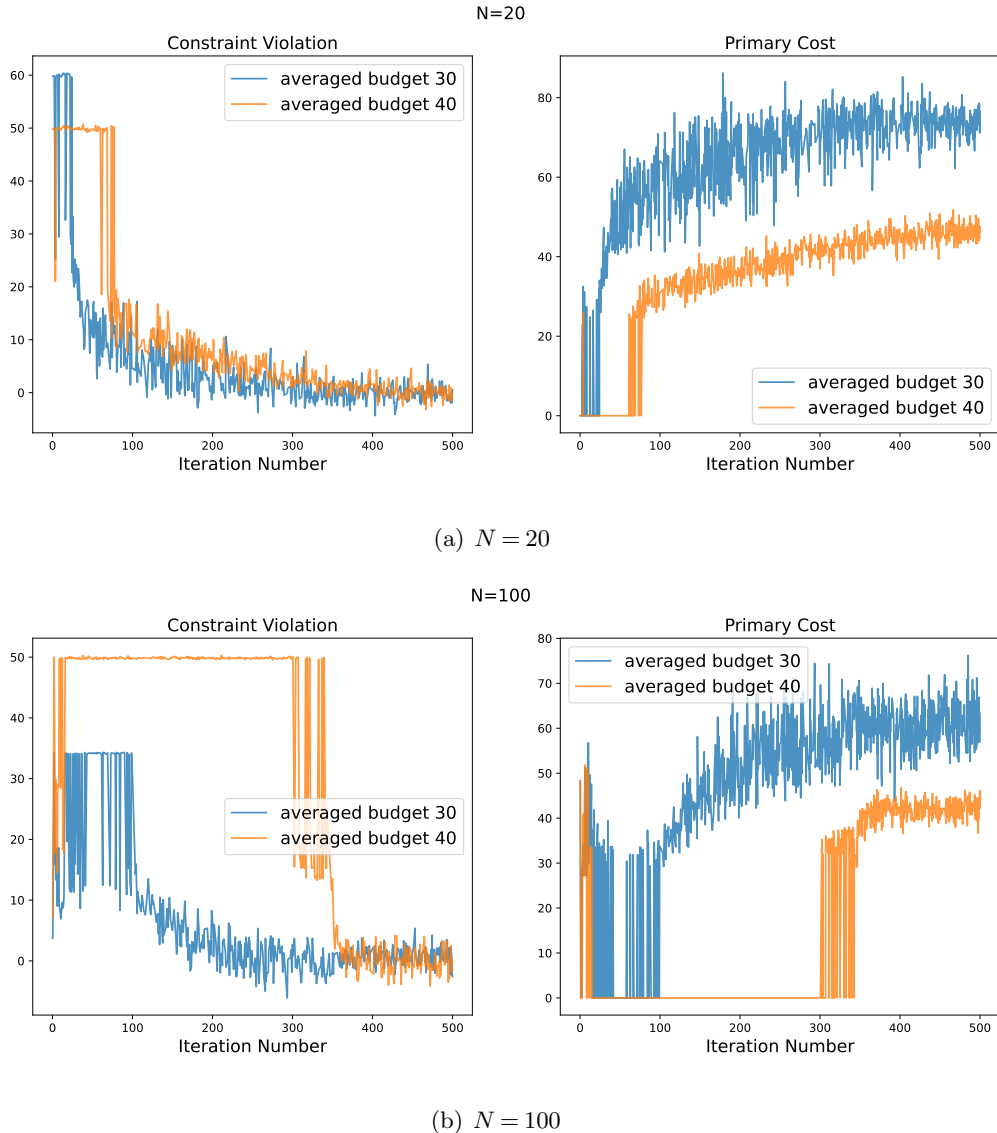 N=20
Constraint Violation
Primary Cost
averaged budget 30
averaged budget 40
60
50
40
30
20
10
0
0
100
200
300
400
500
Iteration Number
80
60
40
20
0
averaged budget 30
averaged budget 40
0
100
200
300
400
500
Iteration Number
(a) N = 20
N=100
Constraint Violation
Primary Cost
50
40
30
20
10
0
averaged budget 30
averaged budget 40
0
100
200
300
400
500
Iteration Number
80
70
60
50
40
30
20
10
0
averaged budget 30
averaged budget 40
0
100
200
300
400
500
Iteration Number
(b) N = 100